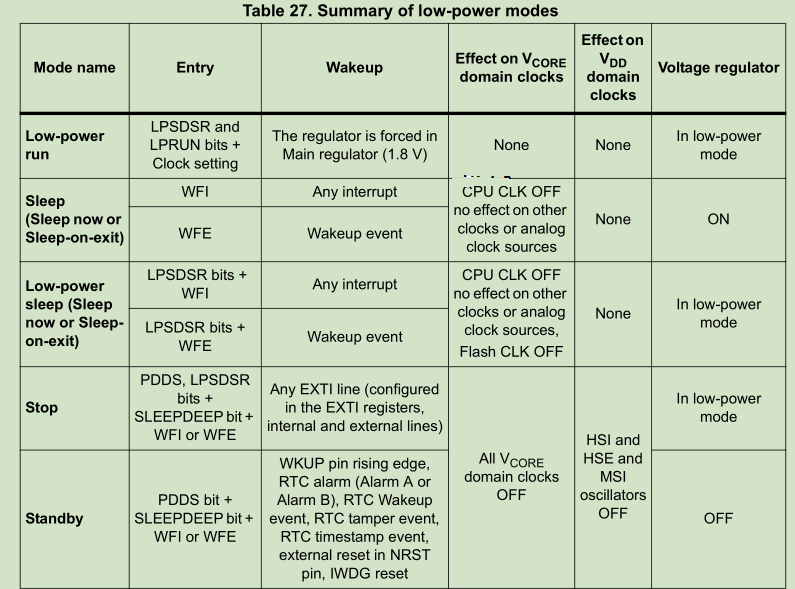 Table 27. Summary of low-power modes
Mode name
Entry
Wakeup
Effect on VCORE
domain clocks
Effect on
VDD
domain
clocks
Voltage regulator
Low-power
run
LPSDSR and
LPRUN bits +
Clock setting
The regulator is forced in
Main regulator (1.8 V)
None
None
In low-power
mode
Sleep
(Sleep now or
Sleep-on-exit)
WFI
Any interrupt
WFE
Wakeup event
CPU CLK OFF
no effect on other
clocks or analog
clock sources
None
ON
Low-power
sleep (Sleep
now or Sleep-
on-exit)
LPSDSR bits +
WFI
Any interrupt
LPSDSR bits +
WFE
Wakeup event
CPU CLK OFF
no effect on other
clocks or analog
clock sources,
Flash CLK OFF
None
In low-power
mode
Stop
PDDS, LPSDSR
bits +
SLEEPDEEP bit +
WFI or WFE
Any EXTI line (configured
in the EXTI registers,
internal and external lines)
All VCORE
domain clocks
OFF
HSI and
HSE and
MSI
oscillators
OFF
In low-power
mode
Standby
PDDS bit +
SLEEPDEEP bit +
WFI or WFE
WKUP pin rising edge,
RTC alarm (Alarm A or
Alarm B), RTC Wakeup
event, RTC tamper event,
RTC timestamp event,
external reset in NRST
pin, IWDG reset
OFF